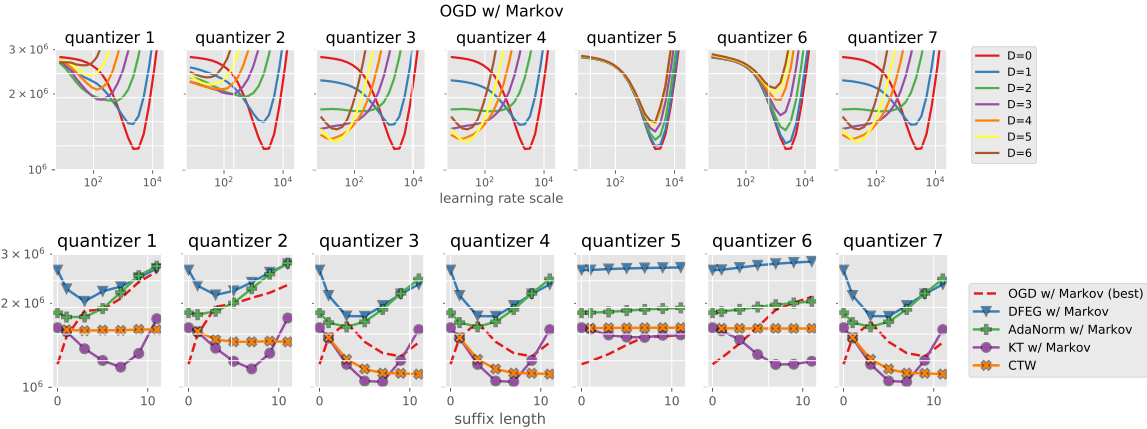 OGD w/ Markov
quantizer 1 quantizer 2 quantizer 3 quantizer 4 quantizer 5 quantizer 6 quantizer 7
3 × 10⁶
2 × 10⁶
10⁶
10² 10⁴ 10² 10⁴ 10² 10⁴ 10² 10⁴ 10² 10⁴ 10² 10⁴ 10² 10⁴
learning rate scale
D=0
D=1
D=2
D=3
D=4
D=5
D=6
quantizer 1 quantizer 2 quantizer 3 quantizer 4 quantizer 5 quantizer 6 quantizer 7
3 × 10⁶
2 × 10⁶
10⁶
0 10 0 10 0 10 0 10 0 10 0 10 0 10
suffix length
OGD w/ Markov (best)
DFEG w/ Markov
AdaNorm w/ Markov
KT w/ Markov
CTW